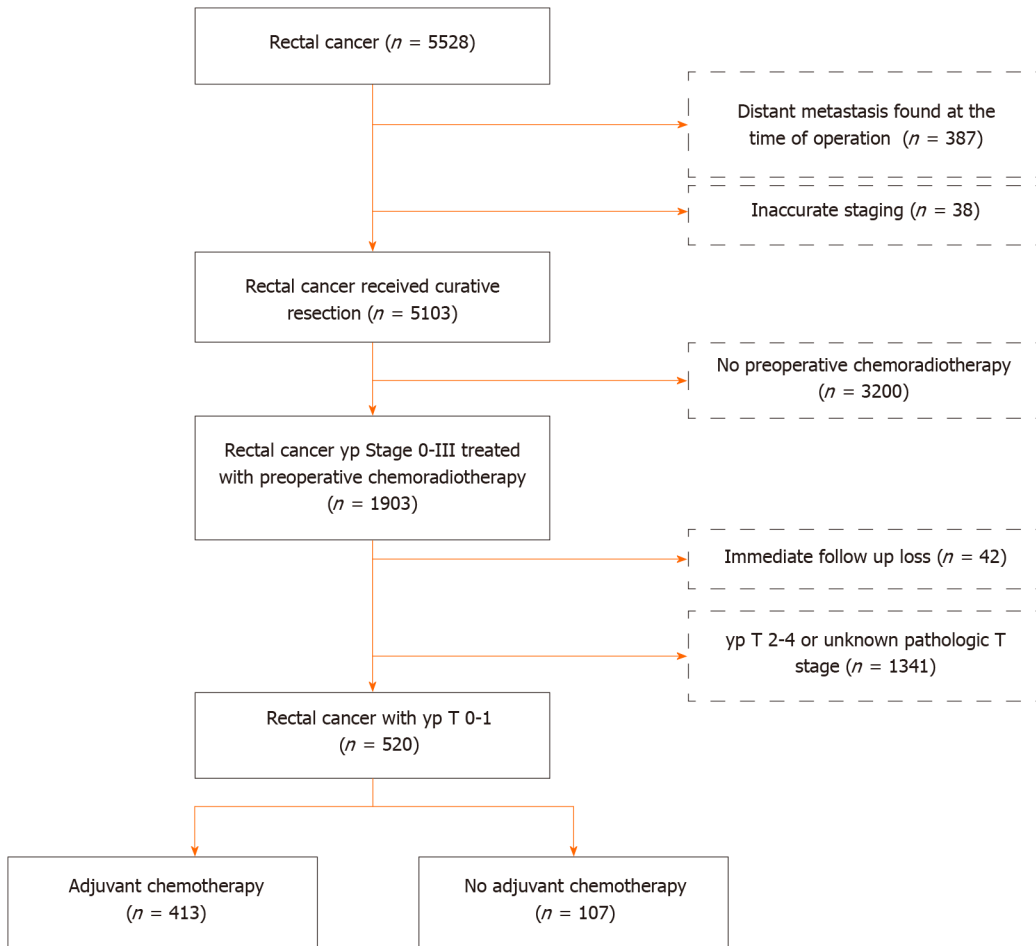 Rectal cancer (n = 5528)
Distant metastasis found at the
time of operation (n = 387)
Inaccurate staging (n = 38)
Rectal cancer received curative
resection (n = 5103)
No preoperative chemoradiotherapy
(n = 3200)
Rectal cancer yp Stage 0-III treated
with preoperative chemoradiotherapy
(n = 1903)
Immediate follow up loss (n = 42)
yp T 2-4 or unknown pathologic T
stage (n = 1341)
Rectal cancer with yp T 0-1
(n = 520)
Adjuvant chemotherapy
(n = 413)
No adjuvant chemotherapy
(n = 107)